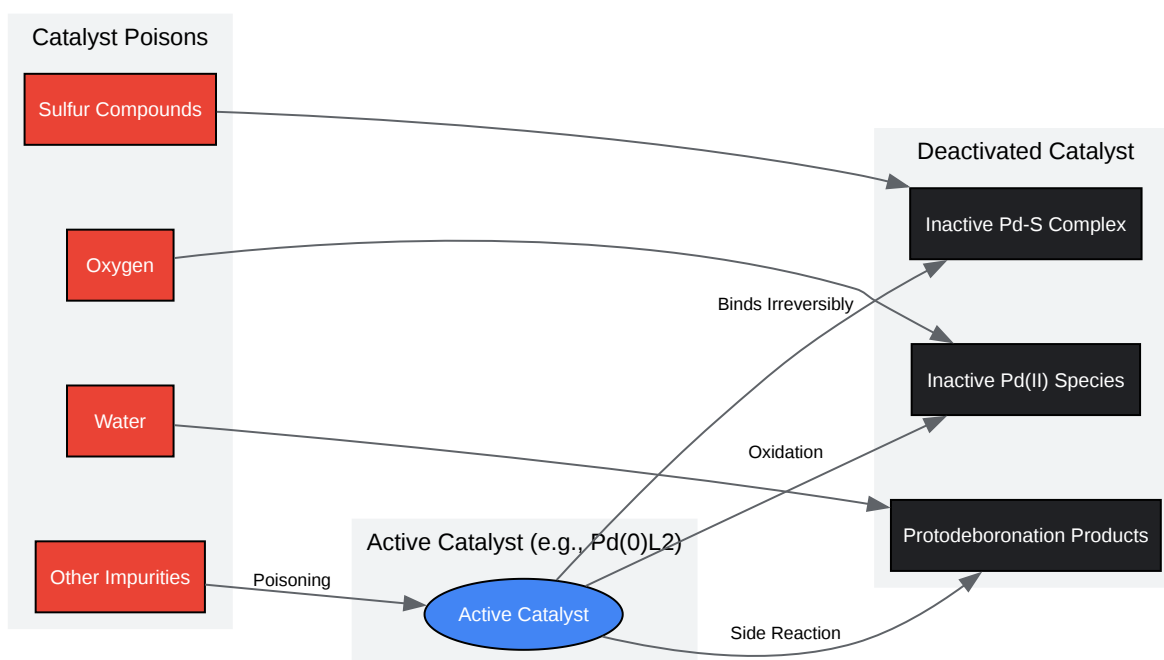 Catalyst Poisons
Sulfur Compounds
Oxygen
Water
Other Impurities
Poisoning
Active Catalyst (e.g., Pd(0)L2)
Active Catalyst
Binds Irreversibly
Oxidation
Side Reaction
Deactivated Catalyst
Inactive Pd-S Complex
Inactive Pd(II) Species
Protodeboronation Products